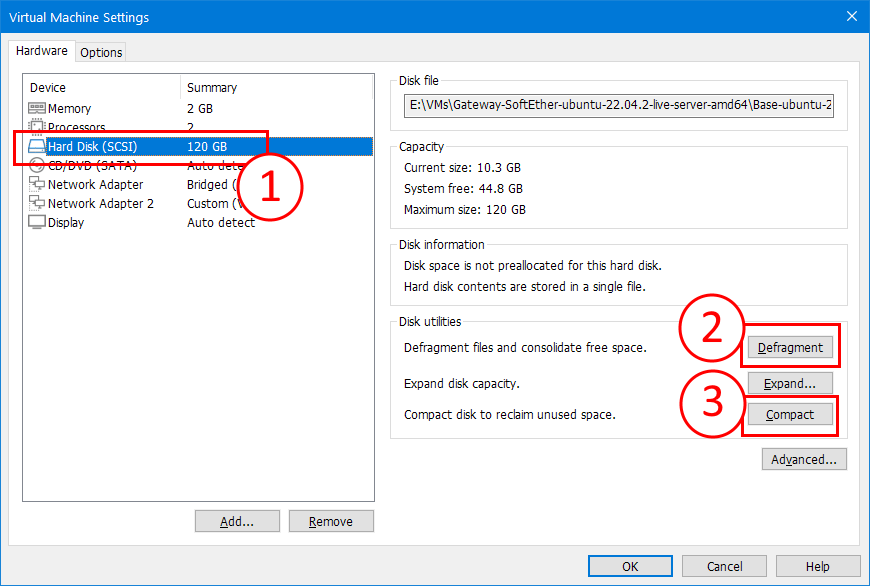 Virtual Machine Settings
Hardware Options
Device Summary
Memory 2 GB
Processors 2
Hard Disk (SCSI) 120 GB
CD/DVD (SATA) Auto dete
Network Adapter Bridged (
Network Adapter 2 Custom (V
Display Auto detect
1
Add... Remove
Disk file
E:\VMs\Gateway-SoftEther-ubuntu-22.04.2-live-server-amd64\Base-ubuntu-2
Capacity
Current size: 10.3 GB
System free: 44.8 GB
Maximum size: 120 GB
Disk information
Disk space is not preallocated for this hard disk.
Hard disk contents are stored in a single file.
Disk utilities
Defragment files and consolidate free space. 2 Defragment
Expand disk capacity. Expand...
Compact disk to reclaim unused space. 3 Compact
Advanced...
OK Cancel Help